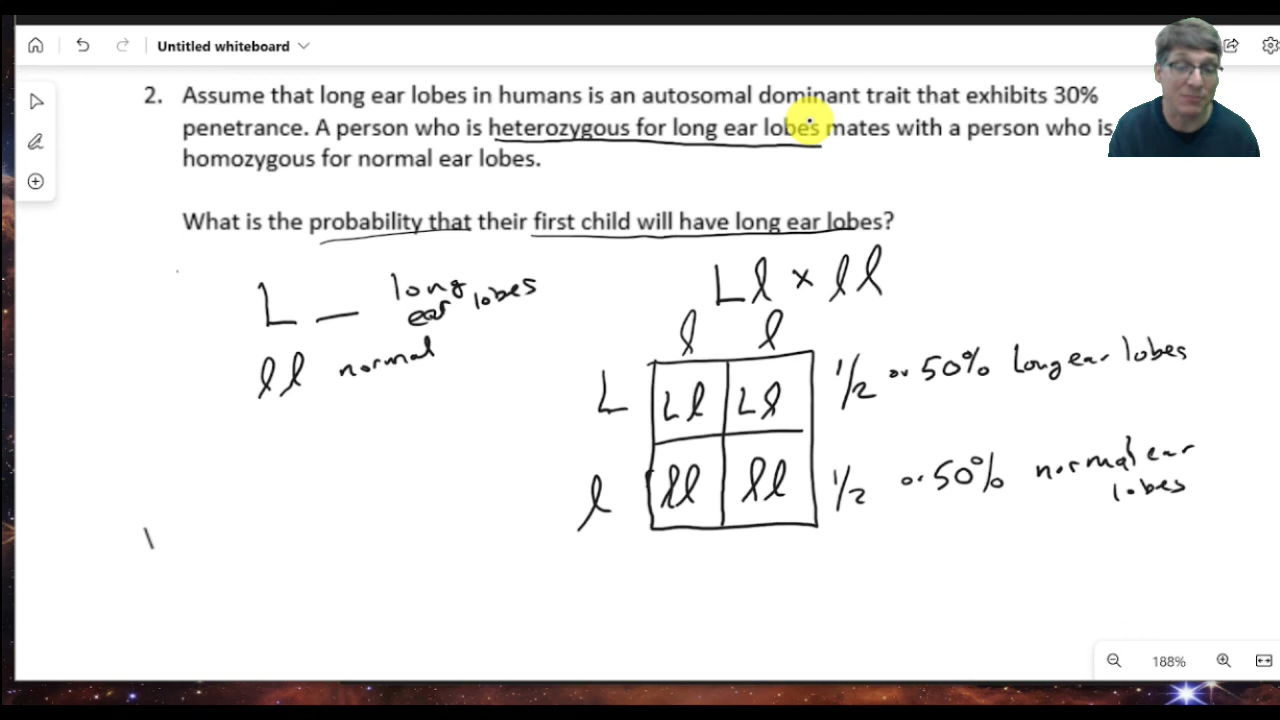 Untitled whiteboard
2. Assume that long ear lobes in humans is an autosomal dominant trait that exhibits 30%
penetrance. A person who is heterozygous for long ear lobes mates with a person who is
homozygous for normal ear lobes.
What is the probability that their first child will have long ear lobes?
L — long
ear lobes
ll normal
Ll × ll
l l
L Ll Ll 1/2 or 50% long ear lobes
l ll ll 1/2 or 50% normal ear
lobes
188%